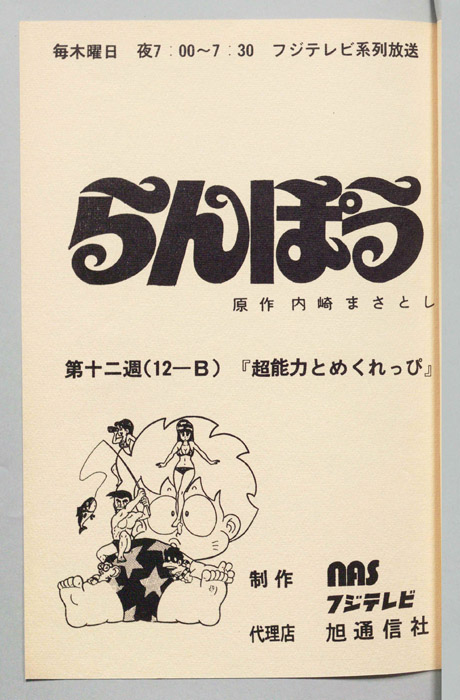 毎木曜日 夜7:00〜7:30 フジテレビ系列放送
らんぽう
原作 内崎まさとし
第十二週(12―B)『超能力とめくれっぴ』
制作 NAS
フジテレビ
代理店 旭通信社